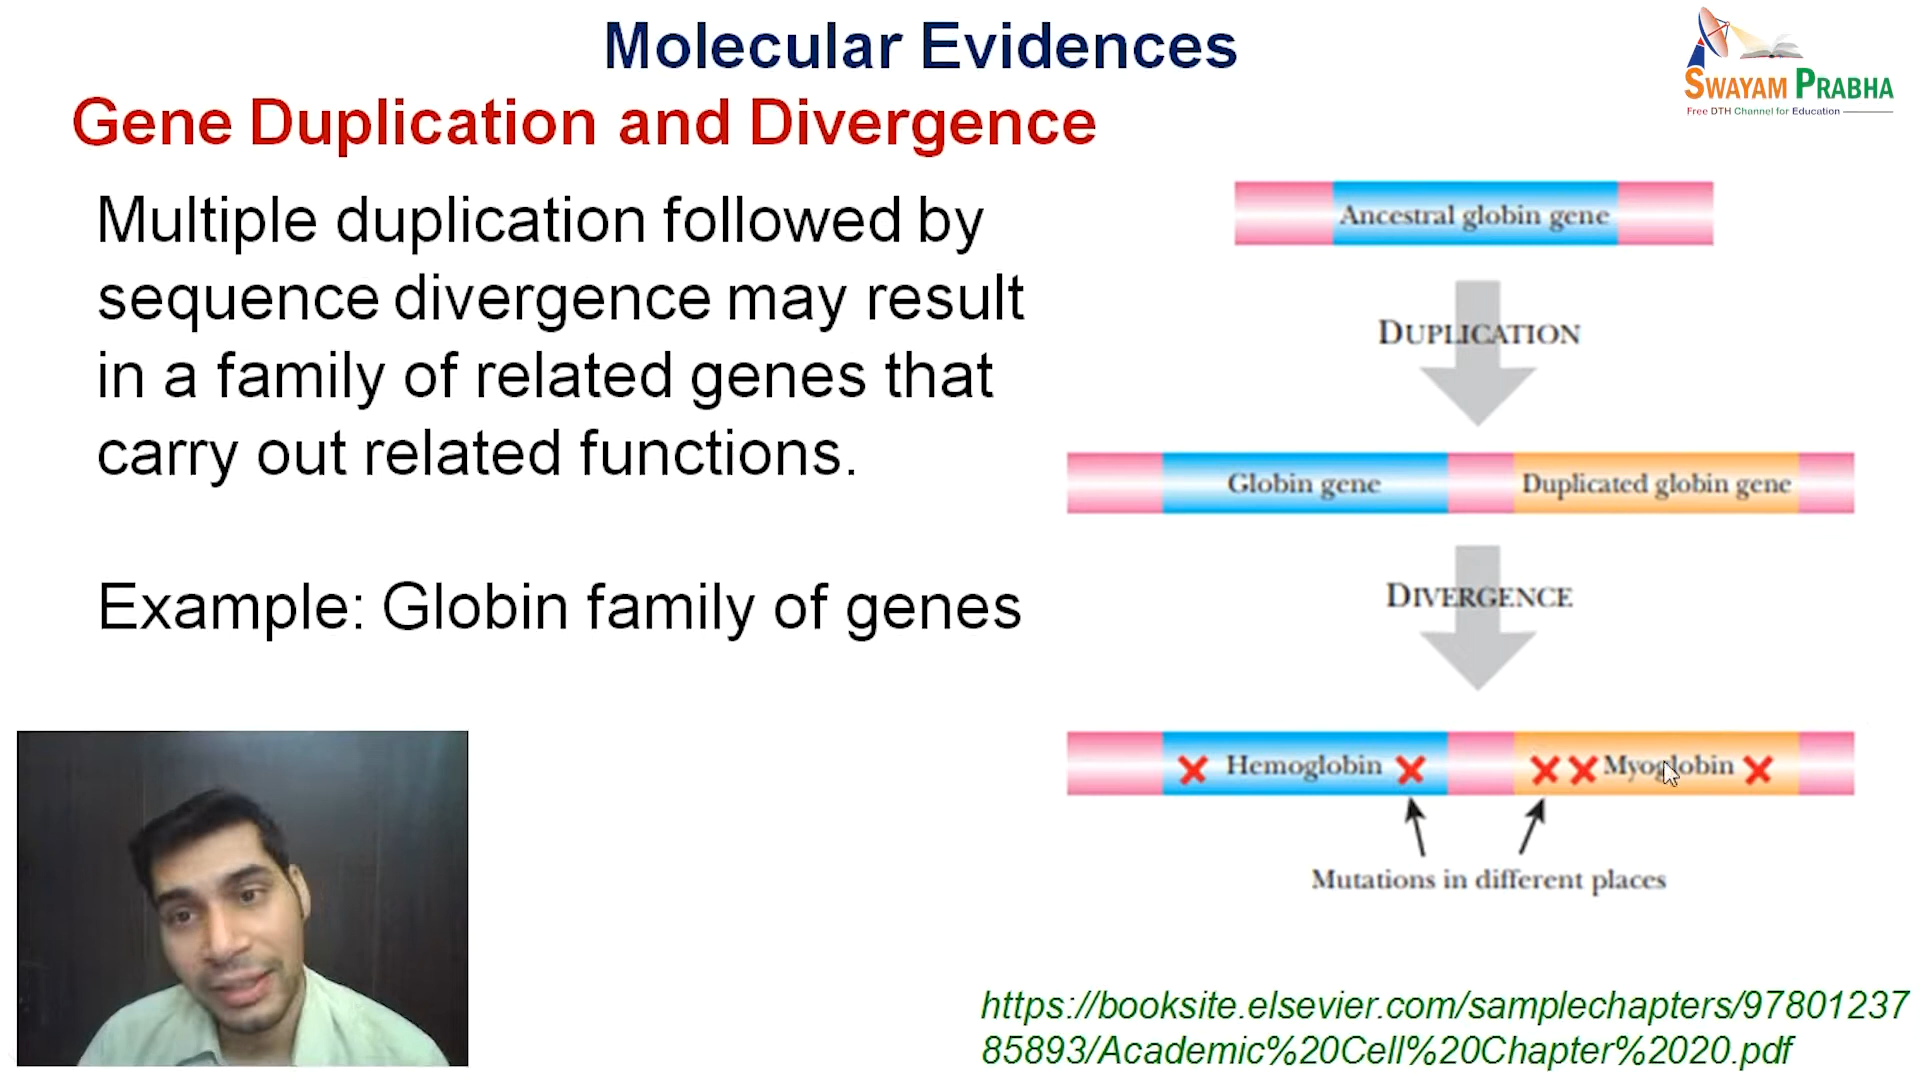 Molecular Evidences
SWAYAM PRABHA
Free DTH Channel for Education
Gene Duplication and Divergence
Multiple duplication followed by
sequence divergence may result
in a family of related genes that
carry out related functions.
Example: Globin family of genes
Ancestral globin gene
DUPLICATION
Globin gene
Duplicated globin gene
DIVERGENCE
Hemoglobin
Myoglobin
Mutations in different places
https://booksite.elsevier.com/samplechapters/97801237
85893/Academic%20Cell%20Chapter%2020.pdf